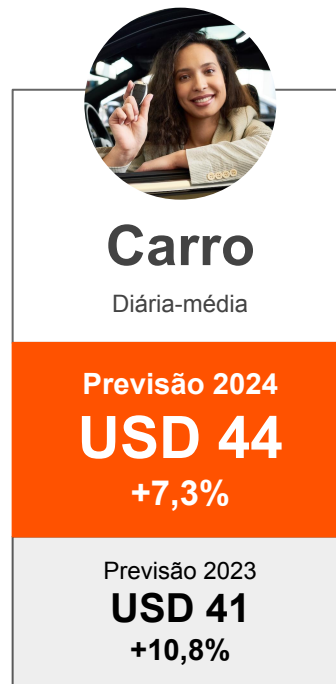 Carro
Diária-média
Previsão 2024
USD 44
+7,3%
Previsão 2023
USD 41
+10,8%